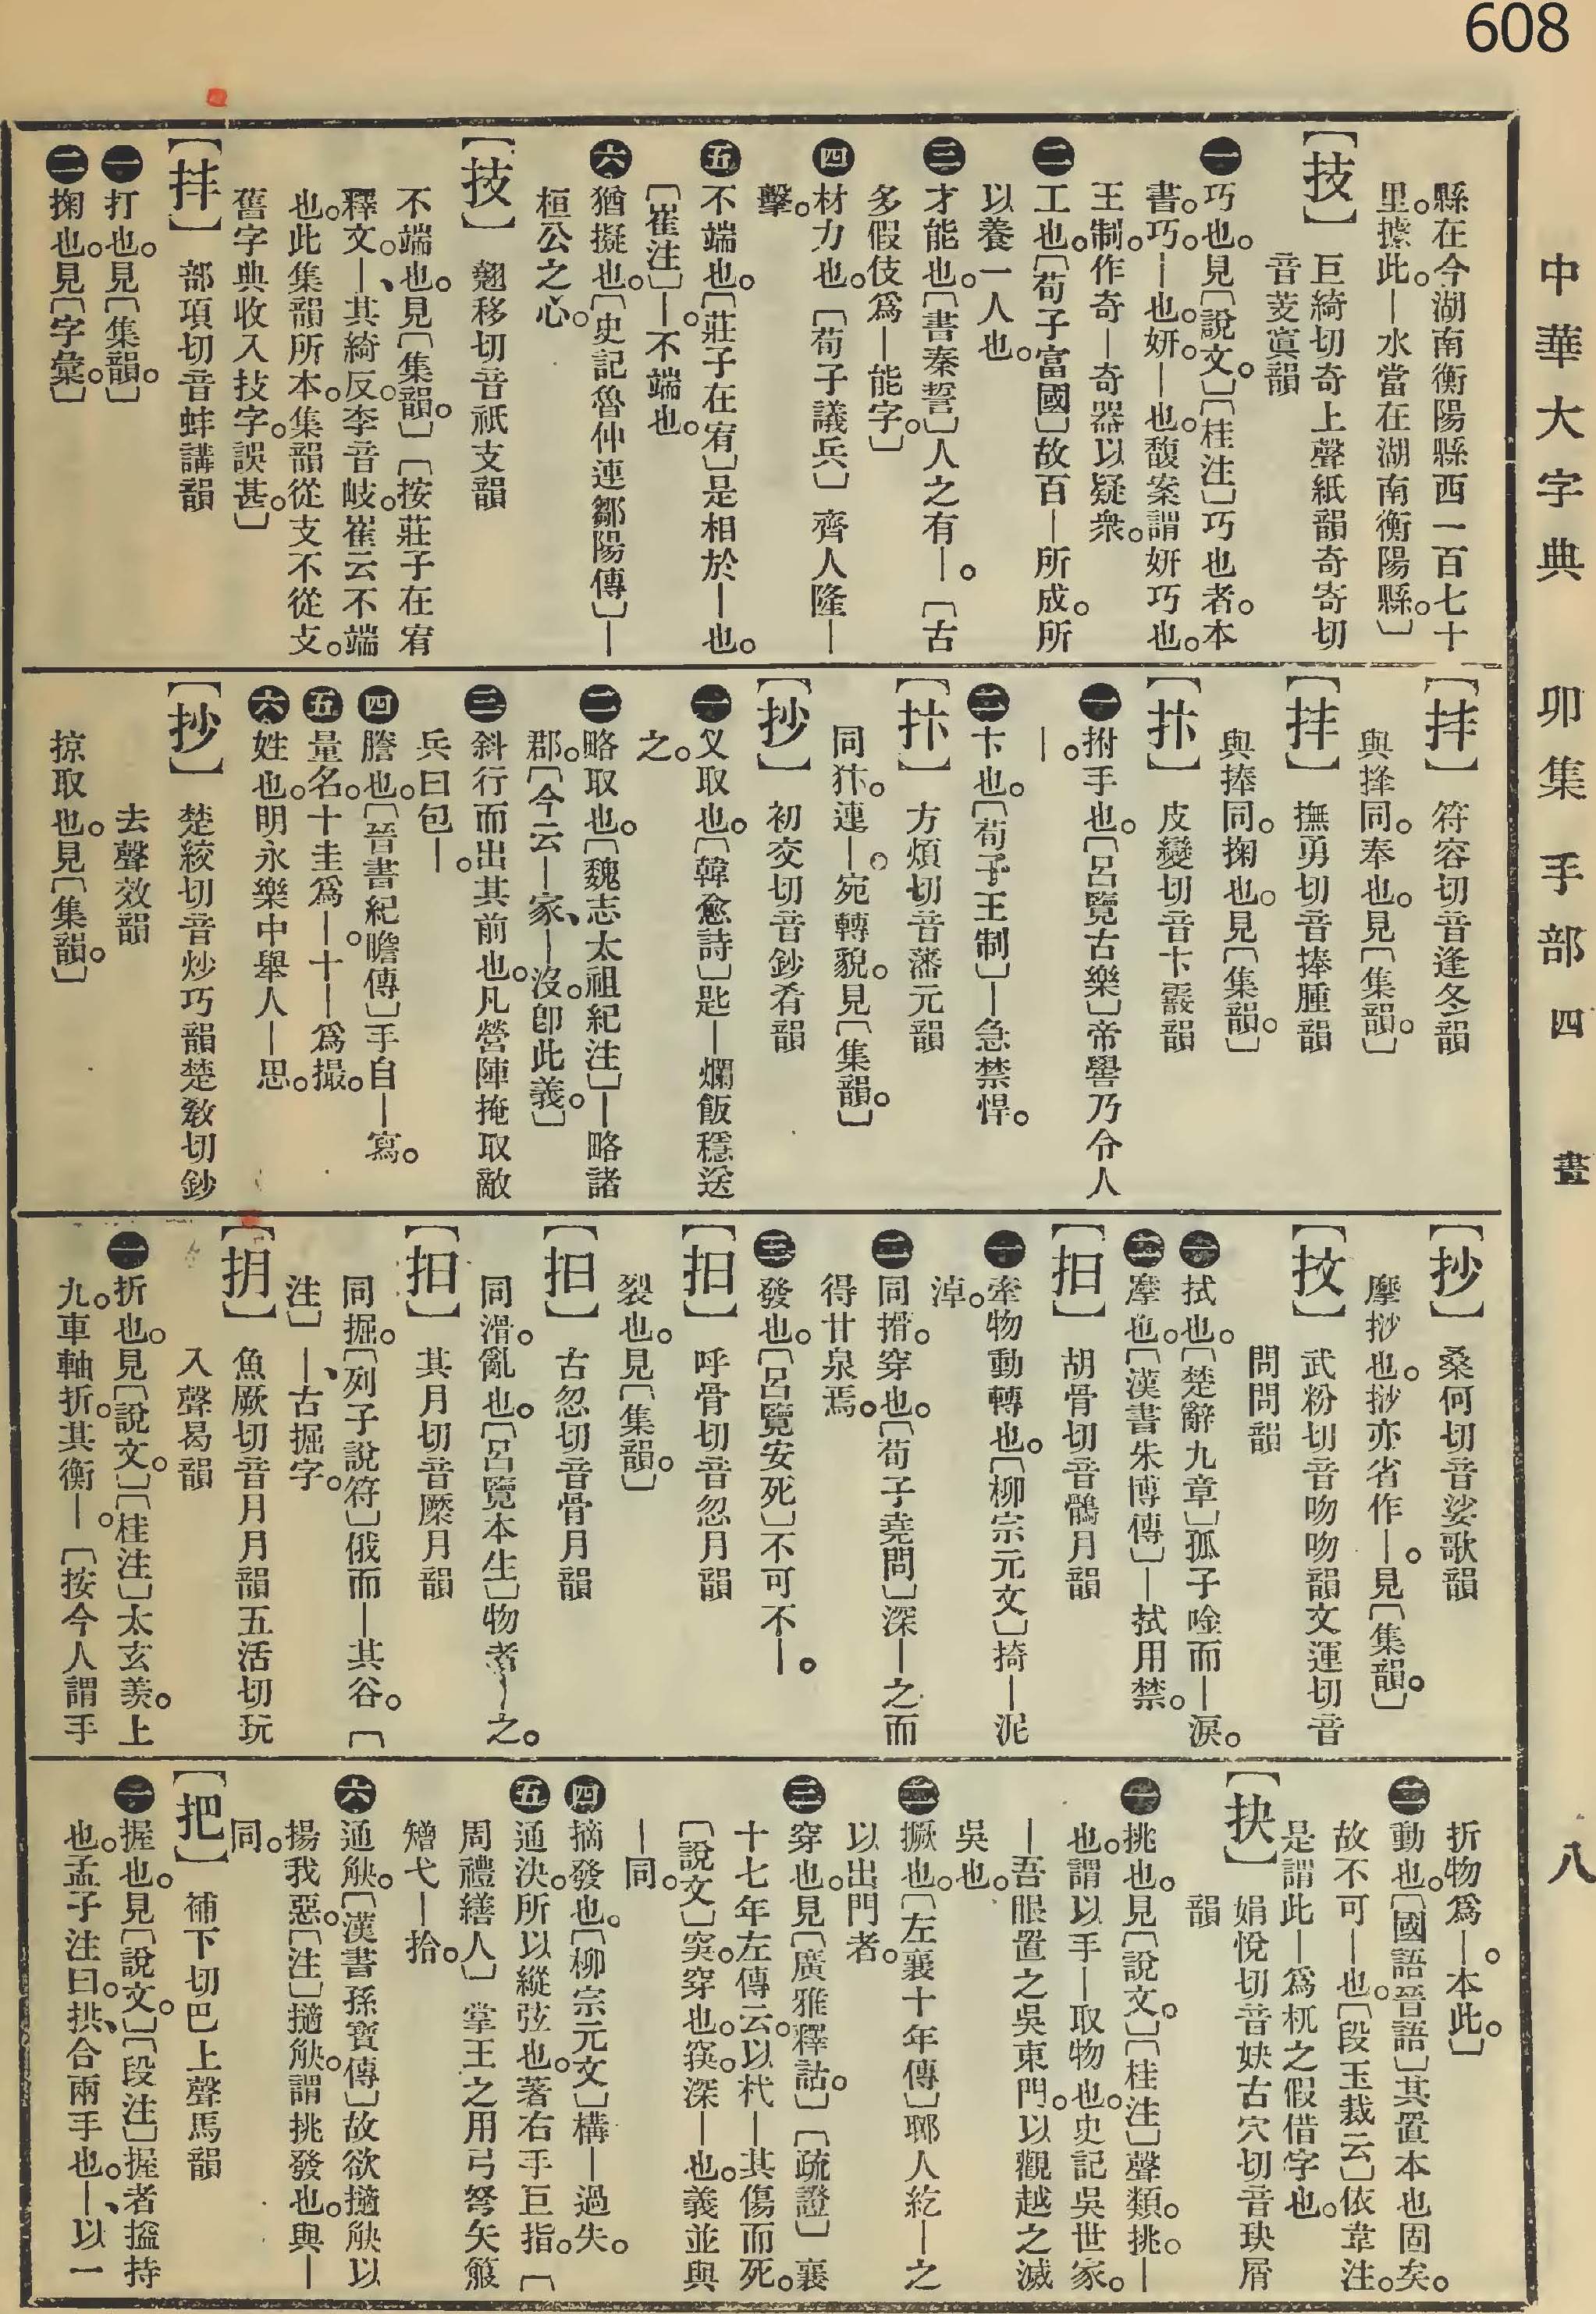 608
中華大字典　卯集　手部　四畫　八
縣在今湖南衡陽縣西一百七十
里。據此。—水當在湖南衡陽縣。〕
【技】巨綺切奇上聲紙韻奇寄切
音芰寘韻
㊀巧也。見〔說文。〕〔桂注〕巧也者。本
書。巧。—也。妍。—也。馥案謂妍巧也。
王制。作奇—奇器以疑衆。
㊁工也。〔荀子富國〕故百—所成。所
以養一人也。
㊂才能也。〔書秦誓〕人之有—。〔古
多假伎爲—能字。〕
㊃材力也。〔荀子議兵〕齊人隆—
擊。
㊄不端也。〔莊子在宥〕是相於—也。
〔崔注〕—。不端也。
㊅猶擬也。〔史記魯仲連鄒陽傳〕—
桓公之心。
【技】翹移切音祇支韻
不端也。見〔集韻。〕〔按莊子在宥
釋文。—、其綺反。李音岐。崔云不端
也。此集韻所本。集韻從支不從攴。
舊字典收入技字。誤甚。〕
【拝】部項切音蚌講韻
㊀打也。見〔集韻。〕
㊁掬也。見〔字彙。〕
【拝】符容切音逢冬韻
與捀同。奉也。見〔集韻。〕
【拝】撫勇切音捧腫韻
與捧同。掬也。見〔集韻。〕
【抃】皮變切音卞霰韻
㊀拊手也。〔呂覽古樂〕帝嚳乃令人
—。
㊁卞也。〔荀子王制〕—急禁悍。
【抃】方煩切音藩元韻
同犿。連—。宛轉貌。見〔集韻。〕
【抄】初交切音鈔肴韻
㊀叉取也。〔韓愈詩〕匙—爛飯穩送
之。
㊁略取也。〔魏志太祖紀注〕—略諸
郡。〔今云—家、—沒。卽此義。〕
㊂斜行而出其前也。凡營陣掩取敵
兵曰包—。
㊃謄也。〔晉書紀瞻傳〕手自—寫。
㊄量名。十圭爲—。十—爲撮。
㊅姓也。明永樂中舉人—思。
【抄】楚絞切音炒巧韻楚敎切鈔
去聲效韻
掠取也。見〔集韻。〕
【抄】桑何切音娑歌韻
摩挱也。挱亦省作—。見〔集韻。〕
【抆】武粉切音吻吻韻文運切音
問問韻
㊀拭也。〔楚辭九章〕孤子唫而—淚。
㊁摩也。〔漢書朱博傳〕—拭用禁。
【抇】胡骨切音鶻月韻
㊀牽物動轉也。〔柳宗元文〕掎—泥
淖。
㊁同搰。穿也。〔荀子堯問〕深—之而
得甘泉焉。
㊂發也。〔呂覽安死〕不可不—。
【抇】呼骨切音忽月韻
裂也。見〔集韻。〕
【抇】古忽切音骨月韻
同滑。亂也。〔呂覽本生〕物者—之。
【抇】其月切音橜月韻
同掘。〔列子說符〕俄而—其谷。〔
注〕—、古掘字。
【抈】魚厥切音月月韻五活切玩
入聲曷韻
㊀折也。見〔說文。〕〔桂注〕太玄羨。上
九。車軸折。其衡—。〔按今人謂手
折物爲—。本此。〕
㊁動也。〔國語晉語〕其置本也固矣。
故不可—也。〔段玉裁云〕依韋注。
是謂此—爲杌之假借字也。
【抉】娟悅切音妜古穴切音玦屑
韻
㊀挑也。見〔說文。〕〔桂注〕聲類。挑—
也。謂以手—取物也。史記吳世家。
—吾眼置之吳東門。以觀越之滅
吳也。
㊁撅也。〔左襄十年傳〕郰人紇—之
以出門者。
㊂穿也。見〔廣雅釋詁。〕〔疏證〕襄
十七年左傳云。以杙—其傷而死。
〔說文〕突。穿也。窫。深—也。義並與
—同。
㊃摘發也。〔柳宗元文〕構—過失。
㊄通決。所以縱弦也。著右手巨指。〔
周禮繕人〕掌王之用弓弩矢箙
矰弋—拾。
㊅通觖。〔漢書孫寶傳〕故欲擿觖以
揚我惡。〔注〕擿觖。謂挑發也。與—
同。
【把】補下切巴上聲馬韻
㊀握也。見〔說文。〕〔段注〕握者搤持
也。孟子注曰。拱、合兩手也。—、以一